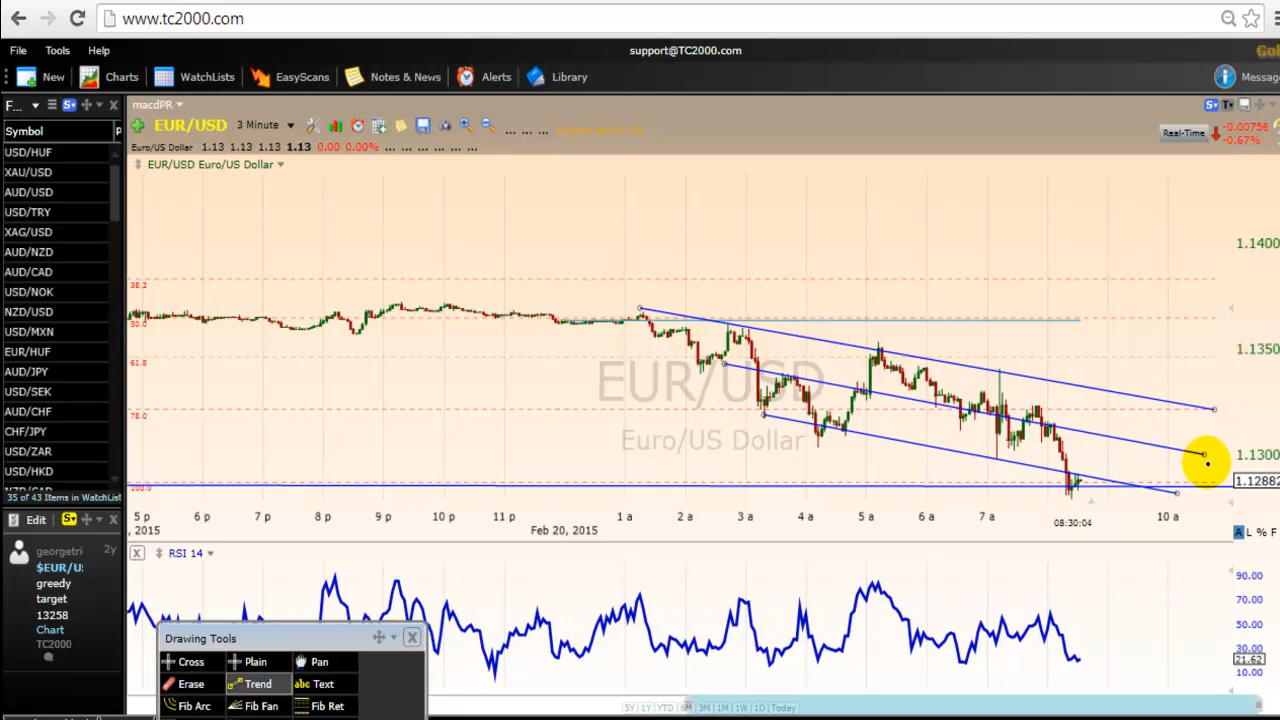 www.tc2000.com
File Tools Help support@TC2000.com
New Charts WatchLists EasyScans Notes & News Alerts Library
F... macdPR
EUR/USD 3 Minute
Real-Time -0.00756
-0.67%
Euro/US Dollar 1.13 1.13 1.13 1.13 0.00 0.00% ... ... ... ... ...
EUR/USD Euro/US Dollar
Symbol P
USD/HUF
XAU/USD
AUD/USD
USD/TRY
XAG/USD
AUD/NZD
AUD/CAD
USD/NOK
NZD/USD
USD/MXN
EUR/HUF
AUD/JPY
USD/SEK
AUD/CHF
CHF/JPY
USD/ZAR
USD/HKD
35 of 43 Items in WatchList
1.1400
1.1350
1.1300
1.12882
38.2
50.0
61.8
78.0
100.0
EUR/USD
Euro/US Dollar
5 p 6 p 7 p 8 p 9 p 10 p 11 p 1 a 2 a 3 a 4 a 5 a 6 a 7 a 10 a
, 2015 Feb 20, 2015 08:30:04
A L % F
Edit
georgetri 2y
$EUR/U
greedy
target
13258
Chart
TC2000
X RSI 14
90.00
70.00
50.00
30.00
21.62
10.00
Drawing Tools
Cross Plain Pan
Erase Trend abc Text
Fib Arc Fib Fan Fib Ret
5Y 1Y YTD 6M 3M 1M 1W 1D Today